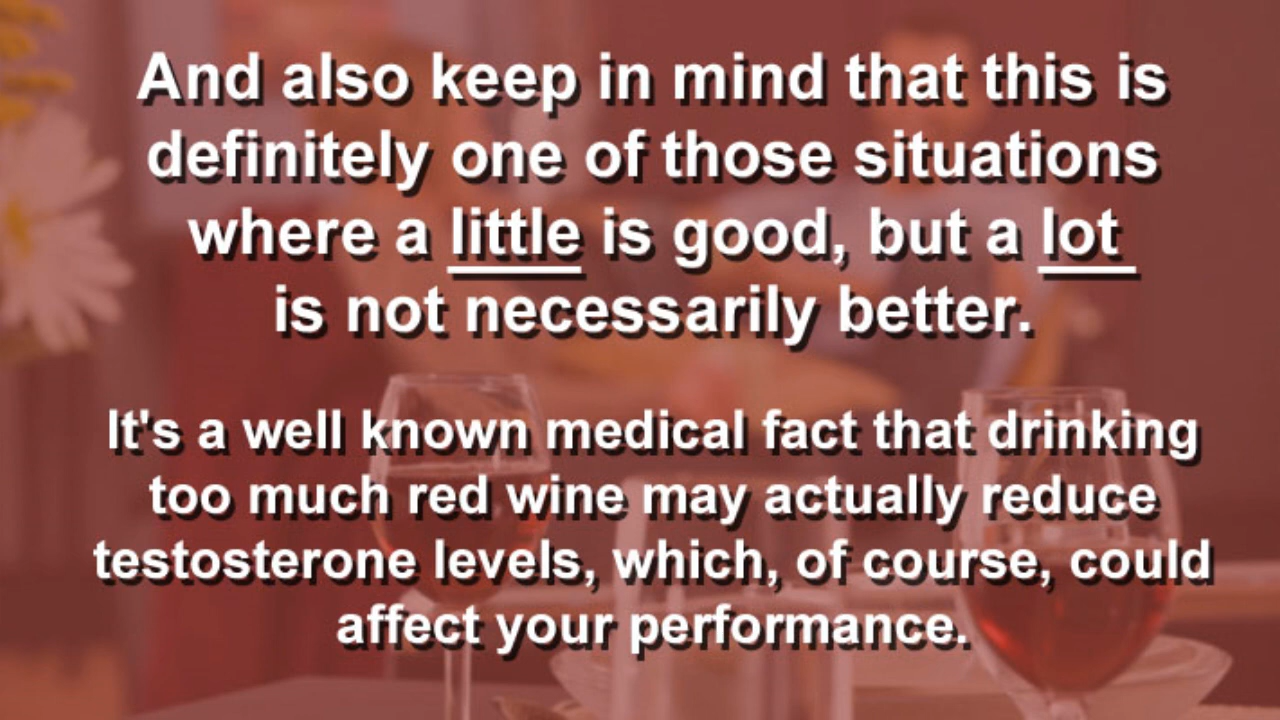 And also keep in mind that this is
definitely one of those situations
where a little is good, but a lot
is not necessarily better.
It's a well known medical fact that drinking
too much red wine may actually reduce
testosterone levels, which, of course, could
affect your performance.